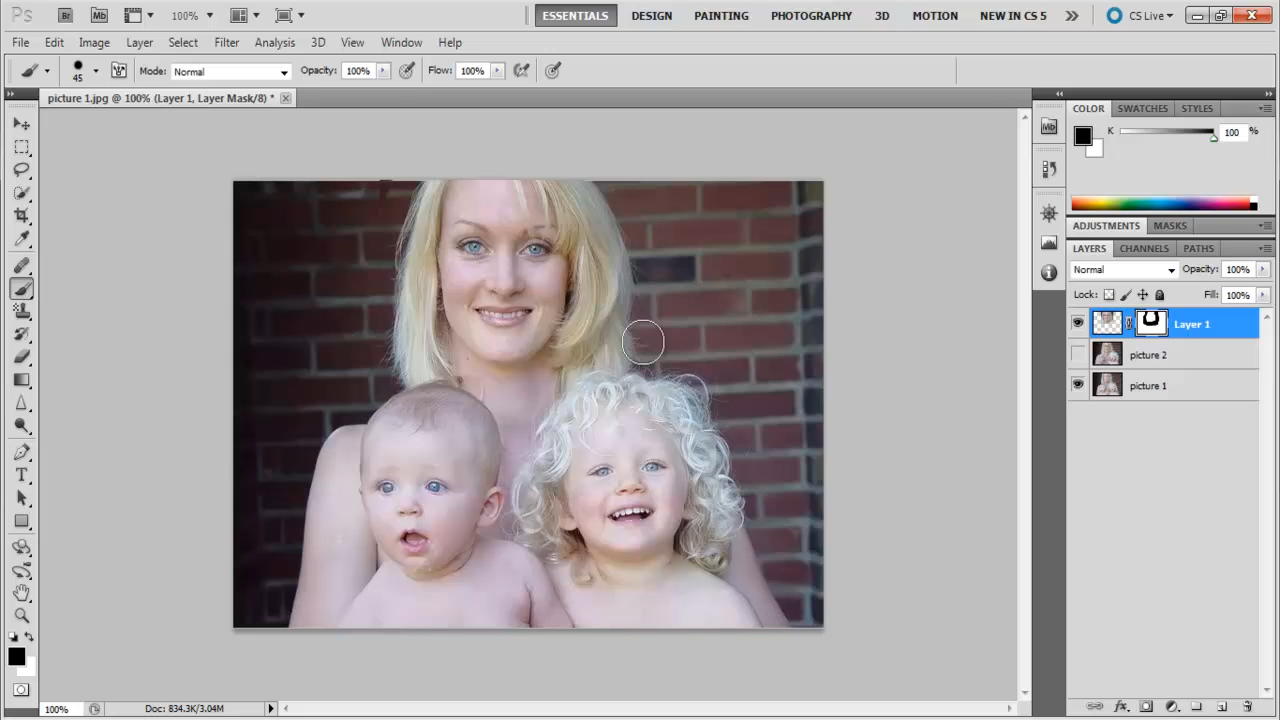 Ps Br Mb 100% ESSENTIALS DESIGN PAINTING PHOTOGRAPHY 3D MOTION NEW IN CS 5 CS Live
File Edit Image Layer Select Filter Analysis 3D View Window Help
45 Mode: Normal Opacity: 100% Flow: 100%
picture 1.jpg @ 100% (Layer 1, Layer Mask/8) *
COLOR SWATCHES STYLES
Mb
K 100 %
ADJUSTMENTS MASKS
LAYERS CHANNELS PATHS
Normal Opacity: 100%
Lock: Fill: 100%
Layer 1
picture 2
picture 1
T
100% Doc: 834.3K/3.04M
fx